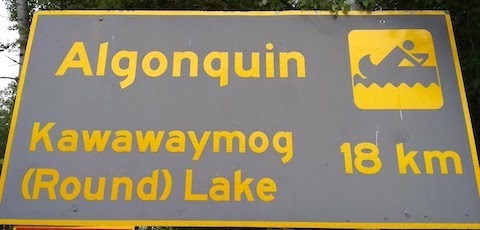 Algonquin
Kawawaymog
(Round) Lake
18 km